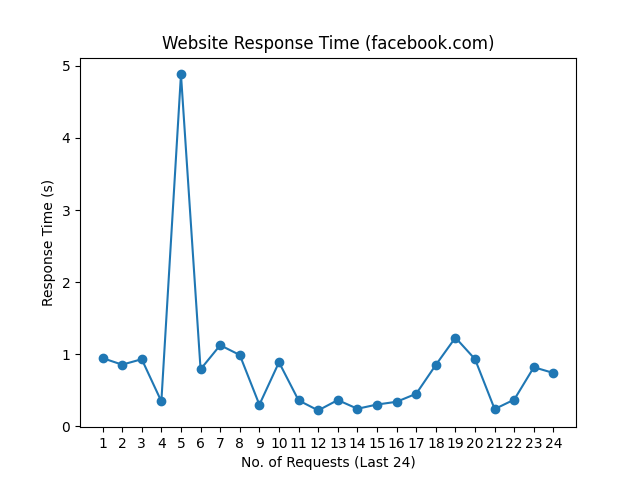 Website Response Time (facebook.com)
5
4
3
2
1
0
Response Time (s)
1 2 3 4 5 6 7 8 9 10 11 12 13 14 15 16 17 18 19 20 21 22 23 24
No. of Requests (Last 24)